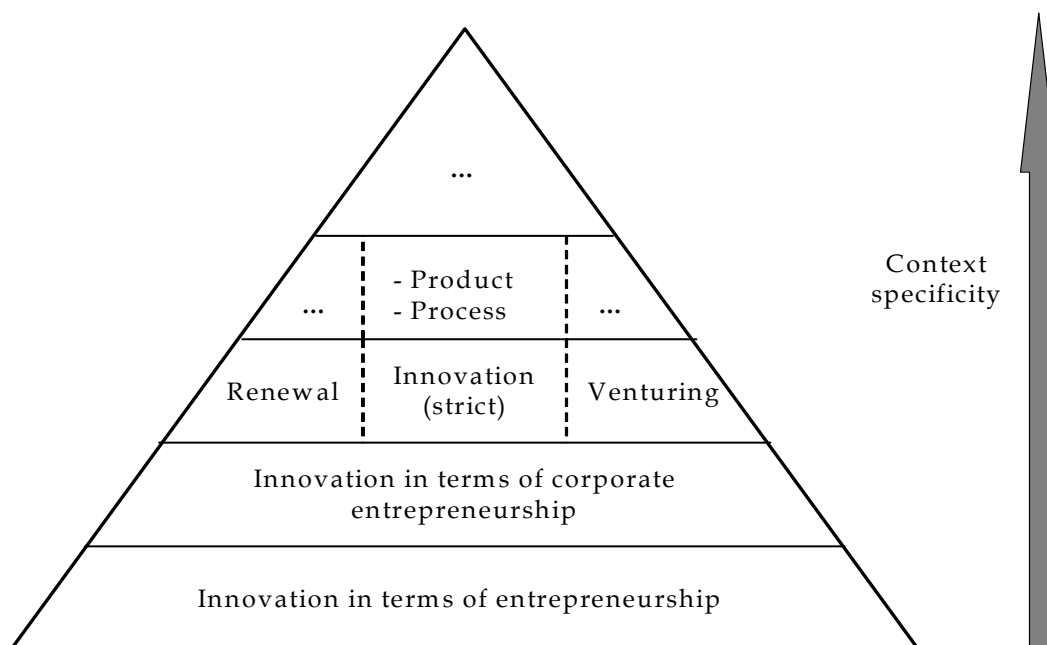 ...
- Product
- Process
...
...
Context
specificity
Renewal
Innovation
(strict)
Venturing
Innovation in terms of corporate
entrepreneurship
Innovation in terms of entrepreneurship